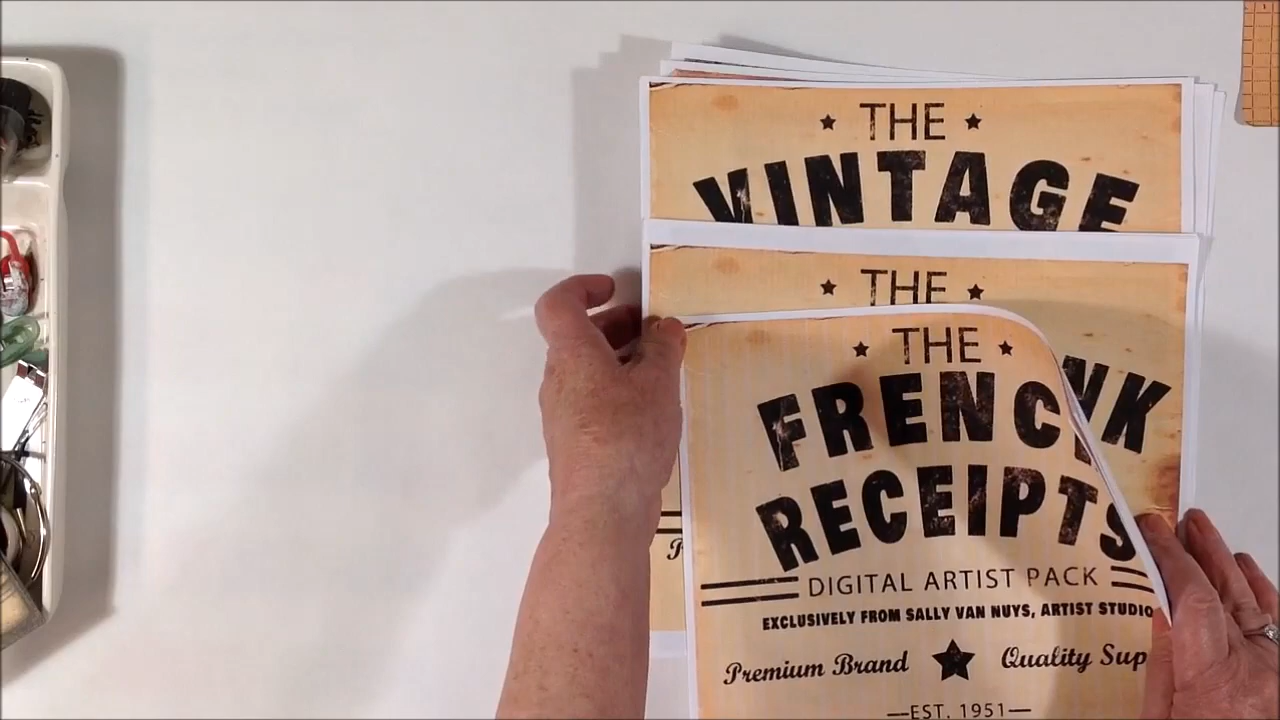 ★ THE ★
VINTAGE
★ THE ★
★ THE ★
FRENCH
RECEIPTS
DIGITAL ARTIST PACK
EXCLUSIVELY FROM SALLY VAN NUYS, ARTIST STUDIO
Premium Brand ★ Quality Sup
—EST. 1951—